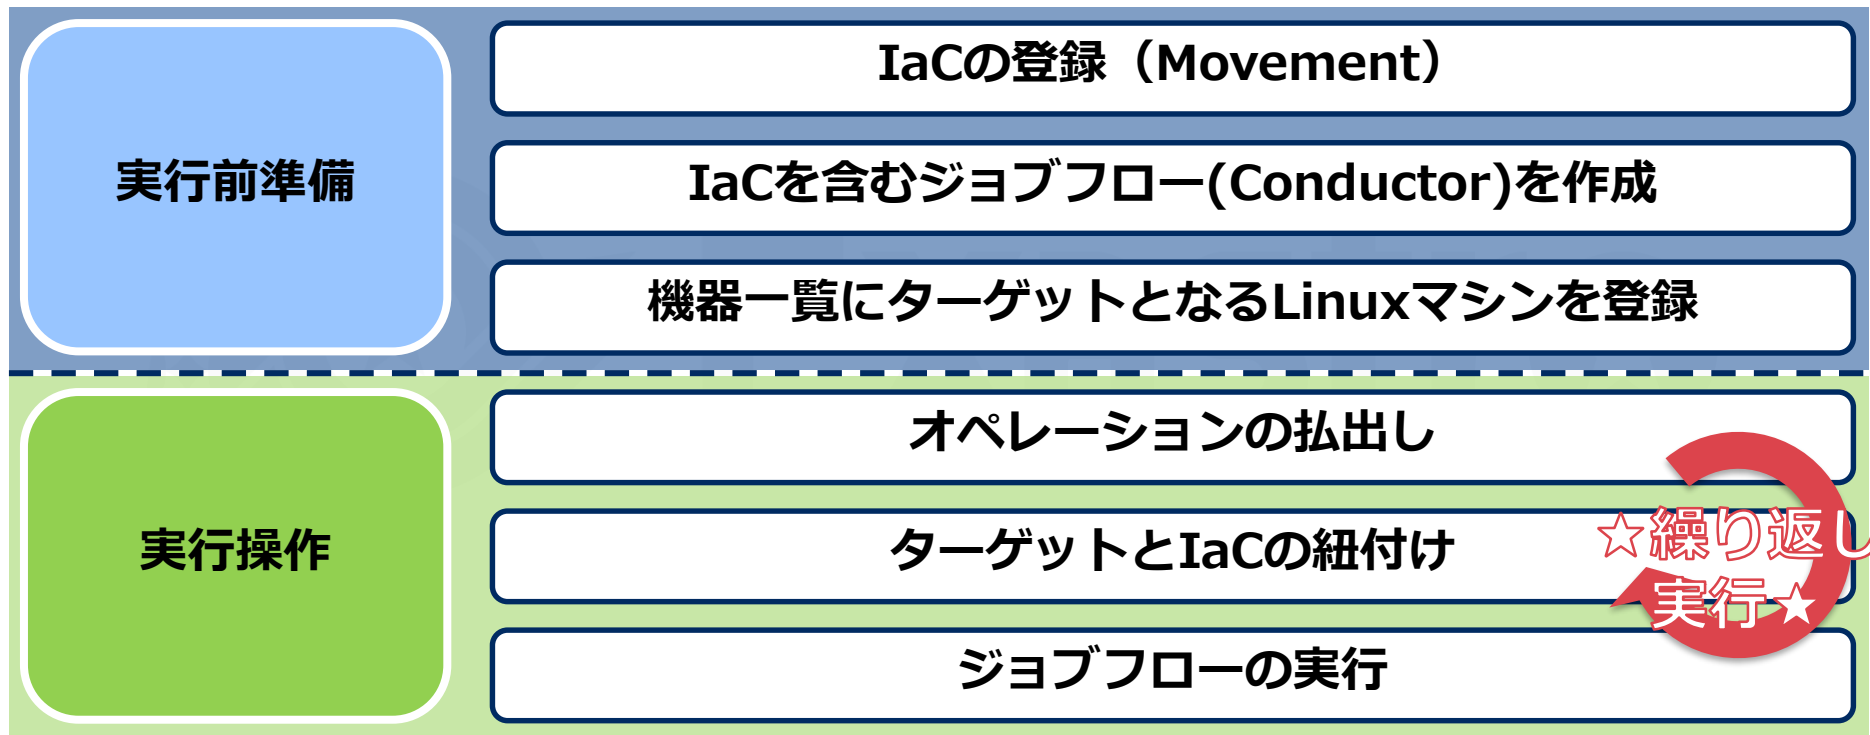 実行前準備
IaCの登録（Movement）
IaCを含むジョブフロー(Conductor)を作成
機器一覧にターゲットとなるLinuxマシンを登録
実行操作
オペレーションの払出し
ターゲットとIaCの紐付け
ジョブフローの実行
★繰り返し
実行★